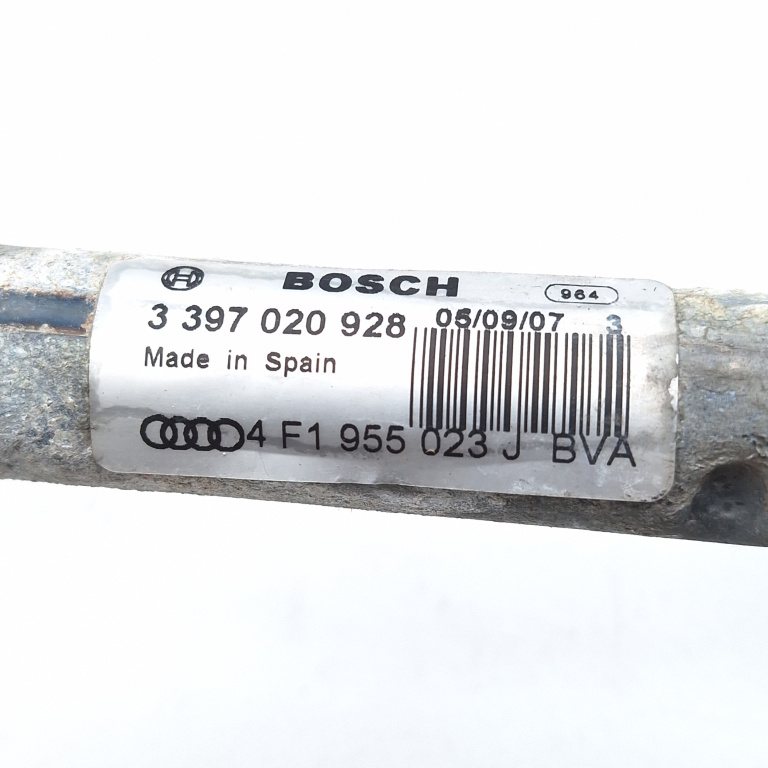 BOSCH 964
3 397 020 928 05/09/07 3
Made in Spain
4 F1 955 023 J BVA